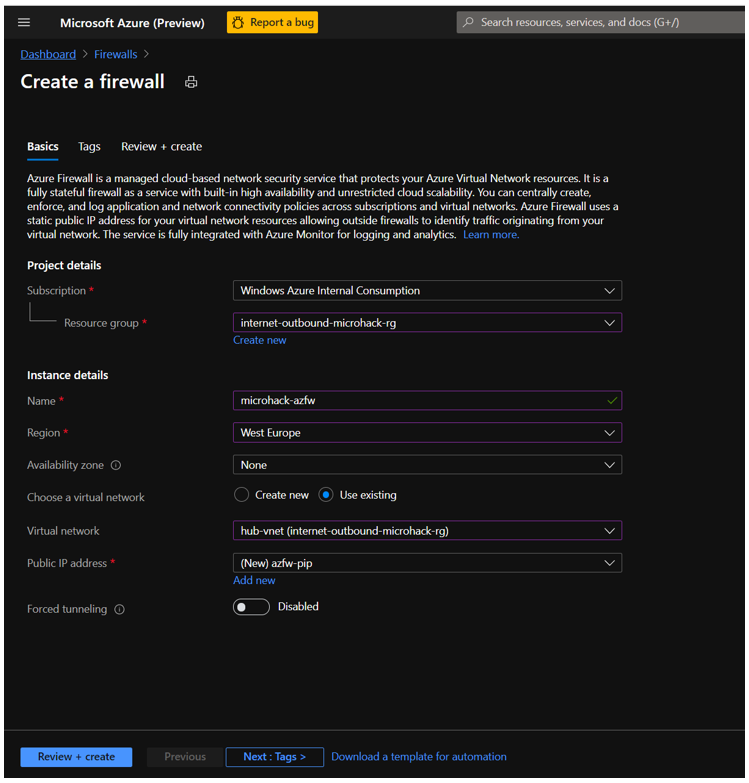 Microsoft Azure (Preview)
Report a bug
Search resources, services, and docs (G+/)
Dashboard > Firewalls >
Create a firewall
Basics Tags Review + create
Azure Firewall is a managed cloud-based network security service that protects your Azure Virtual Network resources. It is a
fully stateful firewall as a service with built-in high availability and unrestricted cloud scalability. You can centrally create,
enforce, and log application and network connectivity policies across subscriptions and virtual networks. Azure Firewall uses a
static public IP address for your virtual network resources allowing outside firewalls to identify traffic originating from your
virtual network. The service is fully integrated with Azure Monitor for logging and analytics. Learn more.
Project details
Subscription * Windows Azure Internal Consumption
Resource group * internet-outbound-microhack-rg
Create new
Instance details
Name * microhack-azfw
Region * West Europe
Availability zone None
Choose a virtual network Create new Use existing
Virtual network hub-vnet (internet-outbound-microhack-rg)
Public IP address * (New) azfw-pip
Add new
Forced tunneling Disabled
Review + create Previous Next : Tags > Download a template for automation